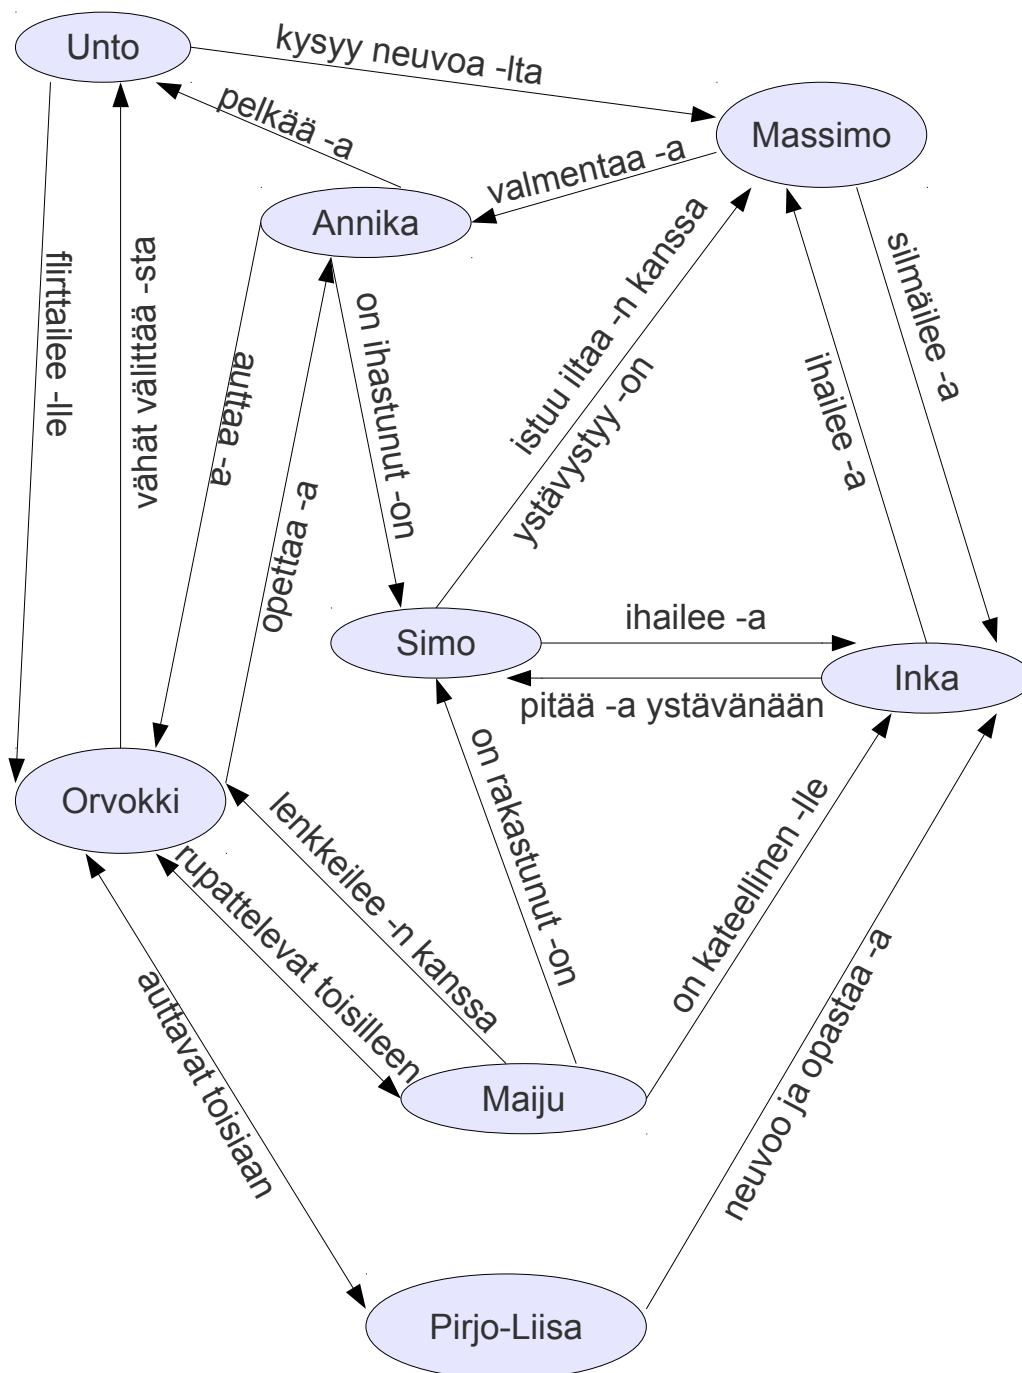 Unto
kysyy neuvoa -lta
pelkää -a
Massimo
valmentaa -a
Annika
flirttailee -lle
vähät välittää -sta
auttaa -a
opettaa -a
on ihastunut -on
istuu iltaa -n kanssa
ystävystyy -on
ihailee -a
silmäilee -a
Simo
ihailee -a
pitää -a ystävänään
Inka
Orvokki
lenkkeilee -n kanssa
rupattelevat toisilleen
on rakastunut -on
on kateellinen -lle
auttavat toisiaan
Maiju
neuvoo ja opastaa -a
Pirjo-Liisa